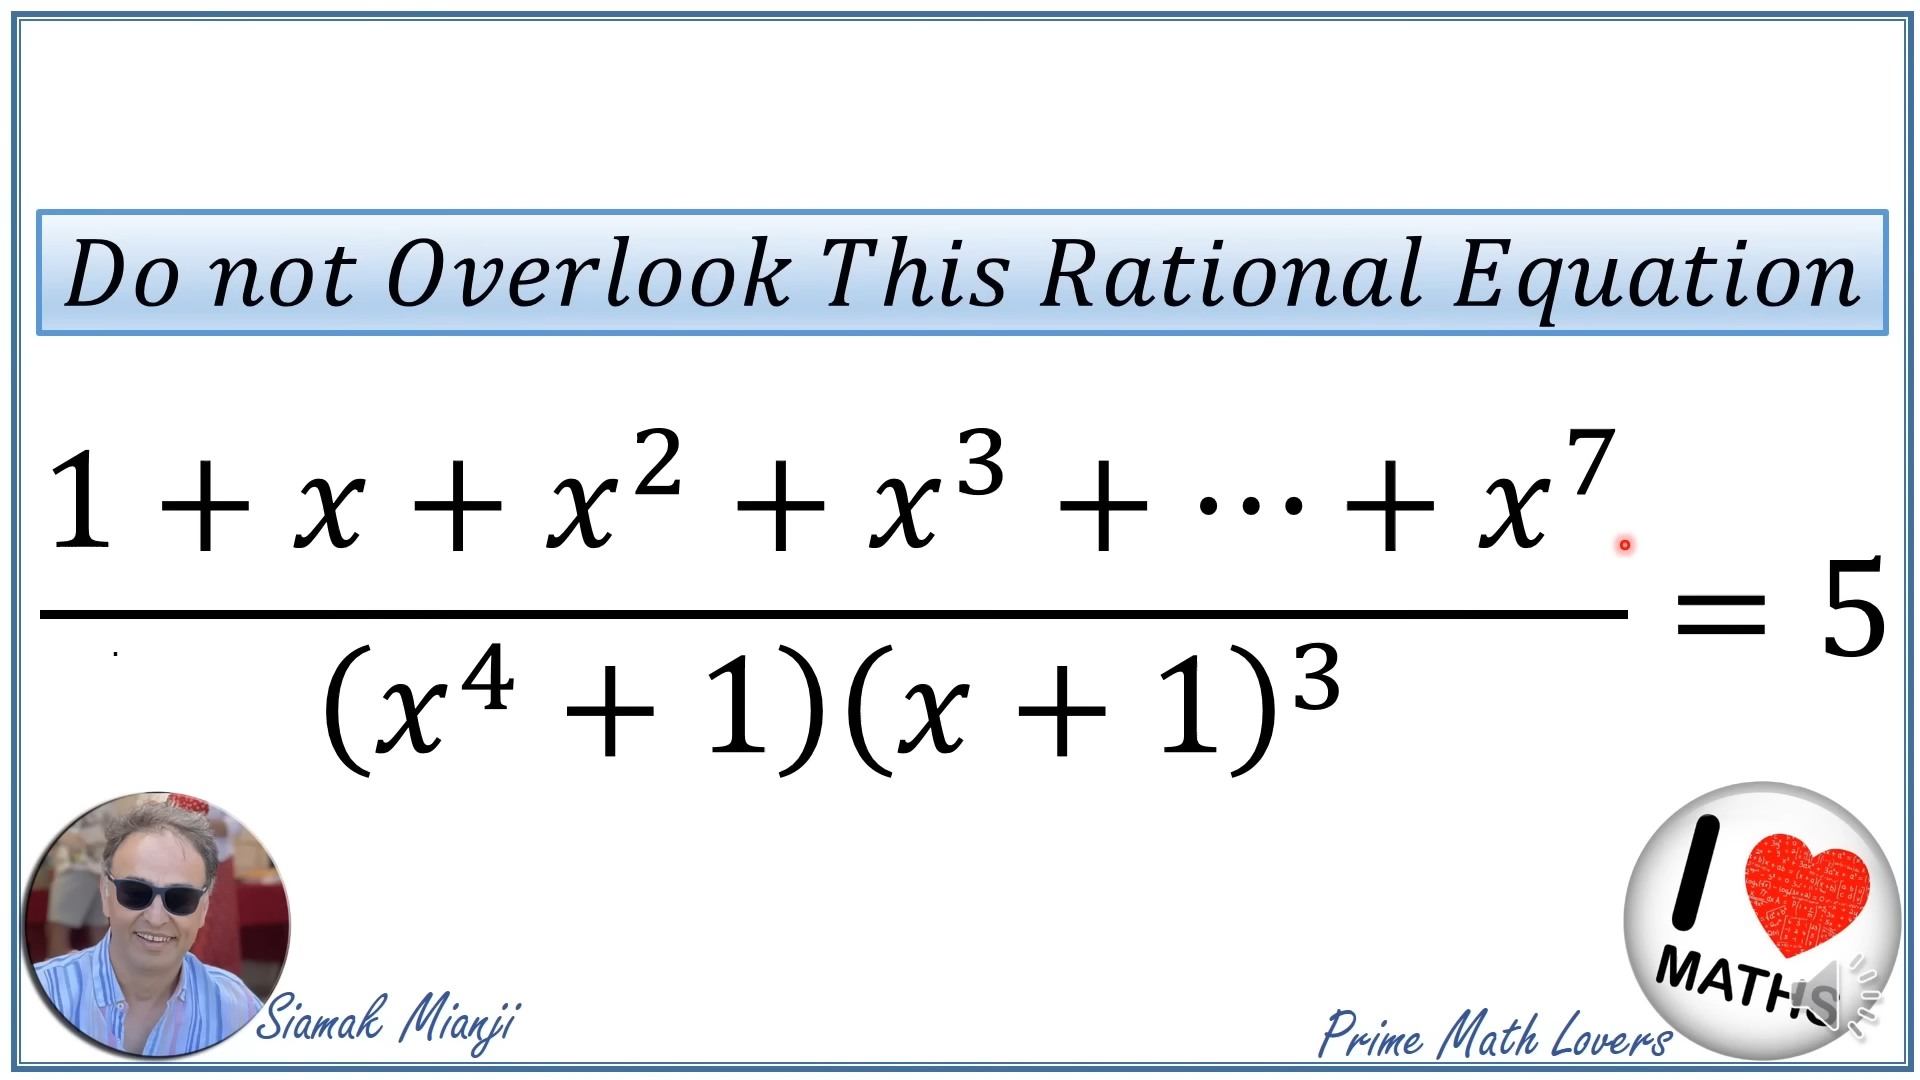 Do not Overlook This Rational Equation
1 + x + x² + x³ + ⋯ + x⁷
= 5
(x⁴ + 1)(x + 1)³
I
MATHS
Siamak Mianji
Prime Math Lovers